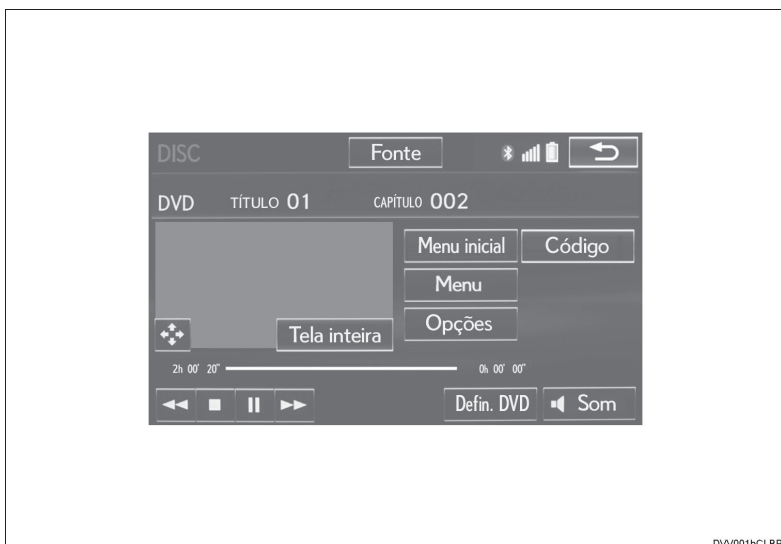 DISC Fonte
DVD TÍTULO 01 CAPÍTULO 002
Menu inicial Código
Menu
Opções
Tela inteira
2h 00' 20" 0h 00' 00"
Defin. DVD Som
DVV001bCLBP